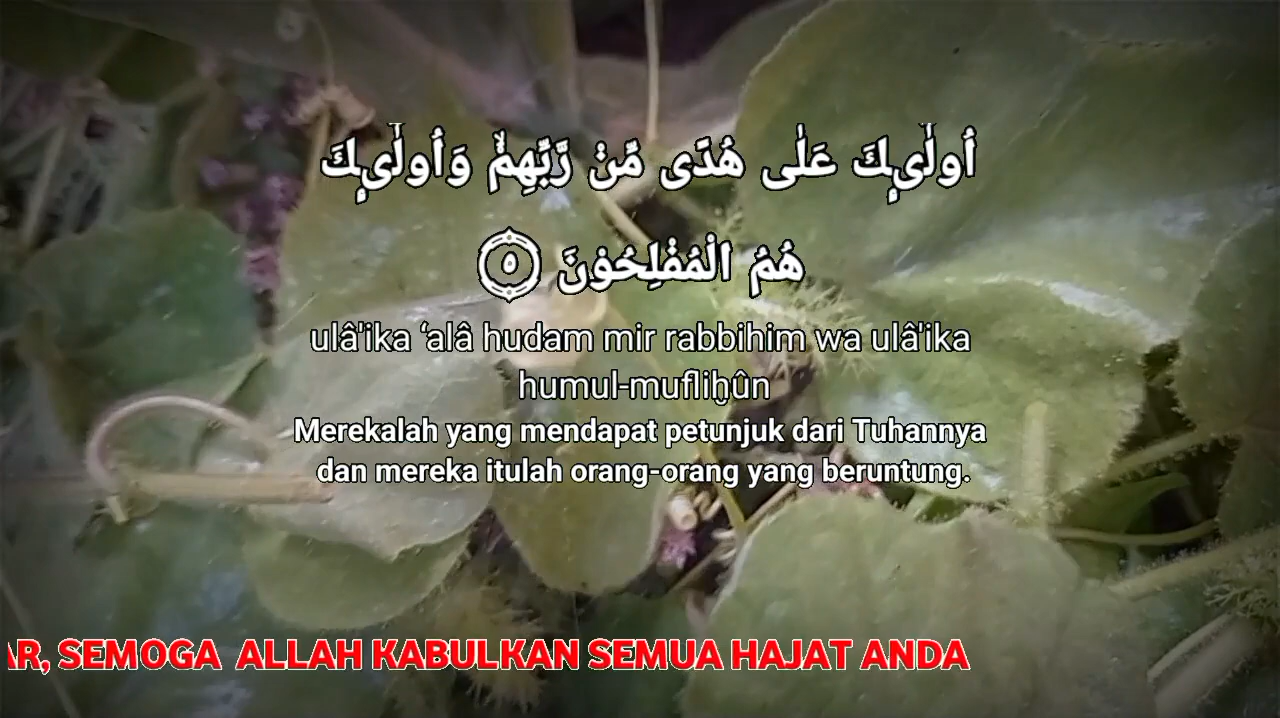 اُولٰۤىِٕكَ عَلٰى هُدًى مِّنْ رَّبِّهِمْۙ وَاُولٰۤىِٕكَ
هُمُ الْمُفْلِحُوْنَ ٥
ulâ'ika ‘alâ hudam mir rabbihim wa ulâ'ika
humul-mufliḫûn
Merekalah yang mendapat petunjuk dari Tuhannya
dan mereka itulah orang-orang yang beruntung.
AR, SEMOGA ALLAH KABULKAN SEMUA HAJAT ANDA